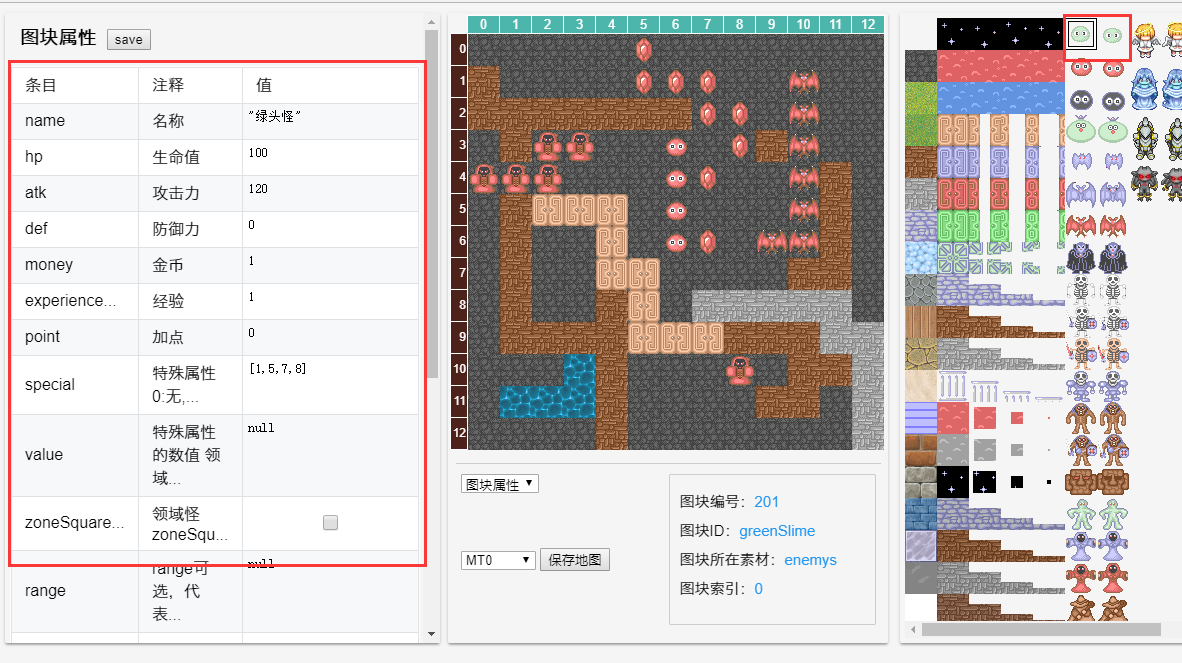 图块属性 save
条目 注释 值
name 名称 "绿头怪"
hp 生命值 100
atk 攻击力 120
def 防御力 0
money 金币 1
experience... 经验 1
point 加点 0
special 特殊属性 [1,5,7,8]
0:无,...
value 特殊属性 null
的数值 领
域...
zoneSquare... 领域怪
zoneSqu...
range range可 null
选，代
表...
0 1 2 3 4 5 6 7 8 9 10 11 12
0
1
2
3
4
5
6
7
8
9
10
11
12
图块属性
MT0 保存地图
图块编号： 201
图块ID： greenSlime
图块所在素材： enemys
图块索引： 0